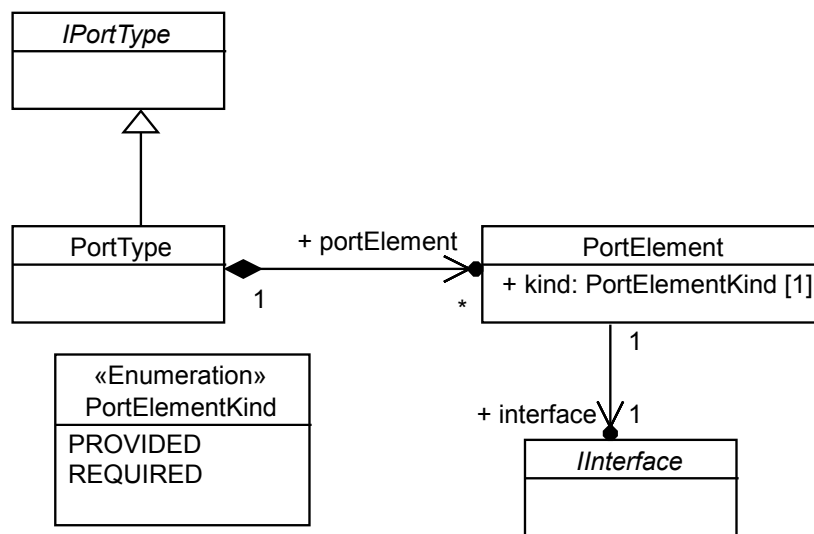 IPortType
PortType
+ portElement
1
*
PortElement
+ kind: PortElementKind [1]
1
+ interface
1
IInterface
«Enumeration»
PortElementKind
PROVIDED
REQUIRED